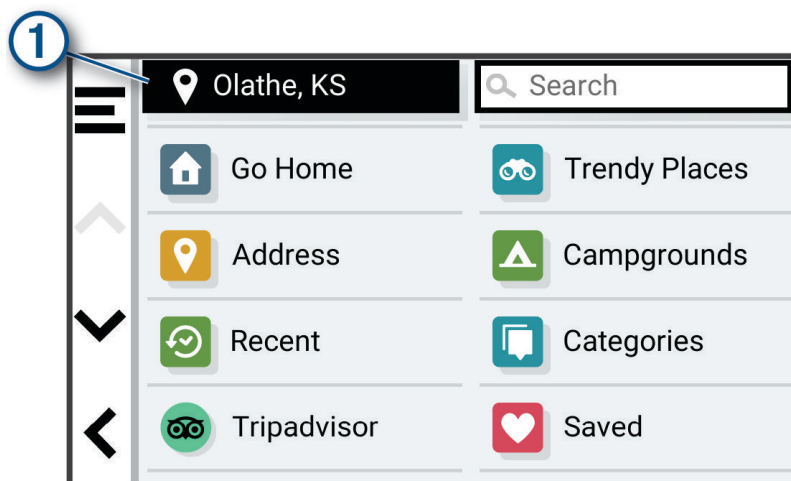 1
Olathe, KS
Search
Go Home
Trendy Places
Address
Campgrounds
Recent
Categories
Tripadvisor
Saved